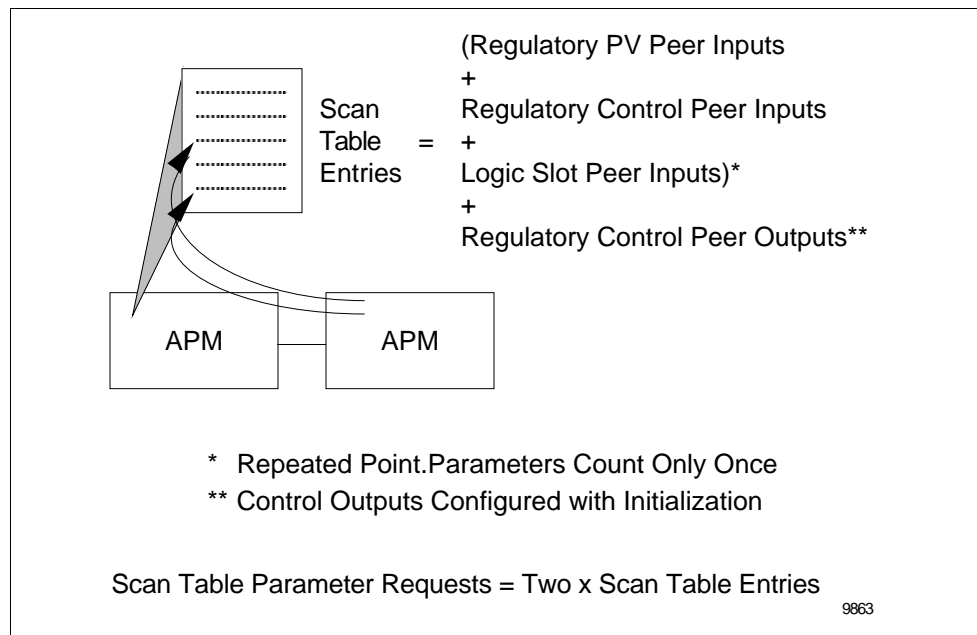 (Regulatory PV Peer Inputs
+
Scan Regulatory Control Peer Inputs
Table = +
Entries Logic Slot Peer Inputs)*
+
Regulatory Control Peer Outputs**
APM APM
* Repeated Point.Parameters Count Only Once
** Control Outputs Configured with Initialization
Scan Table Parameter Requests = Two x Scan Table Entries
9863